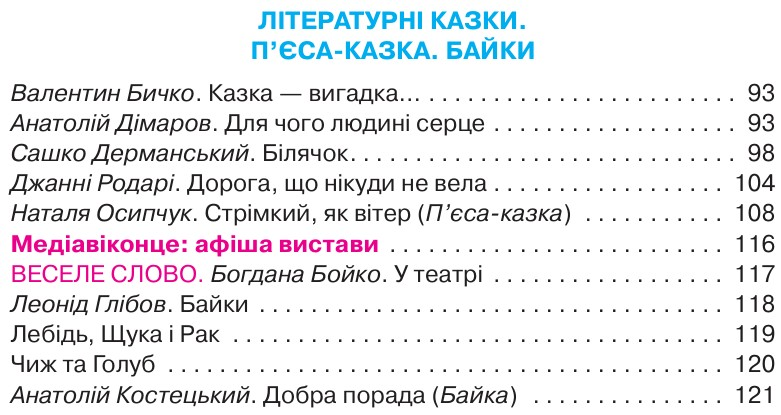 ЛІТЕРАТУРНІ КАЗКИ.
П’ЄСА-КАЗКА. БАЙКИ
Валентин Бичко. Казка — вигадка... . . . . . . . . . . . . . . . . . . . . . . . . 93
Анатолій Дімаров. Для чого людині серце . . . . . . . . . . . . . . . . . . 93
Сашко Дерманський. Білячок. . . . . . . . . . . . . . . . . . . . . . . . . . . . 98
Джанні Родарі. Дорога, що нікуди не вела . . . . . . . . . . . . . . . . . 104
Наталя Осипчук. Стрімкий, як вітер (П’єса-казка) . . . . . . . . . . 108
Медіавіконце: афіша вистави . . . . . . . . . . . . . . . . . . . . . . . . . 116
ВЕСЕЛЕ СЛОВО. Богдана Бойко. У театрі . . . . . . . . . . . . . . . . . 117
Леонід Глібов. Байки . . . . . . . . . . . . . . . . . . . . . . . . . . . . . . . . . . 118
Лебідь, Щука і Рак . . . . . . . . . . . . . . . . . . . . . . . . . . . . . . . . . . . . 119
Чиж та Голуб . . . . . . . . . . . . . . . . . . . . . . . . . . . . . . . . . . . . . . . . 120
Анатолій Костецький. Добра порада (Байка) . . . . . . . . . . . . . . 121